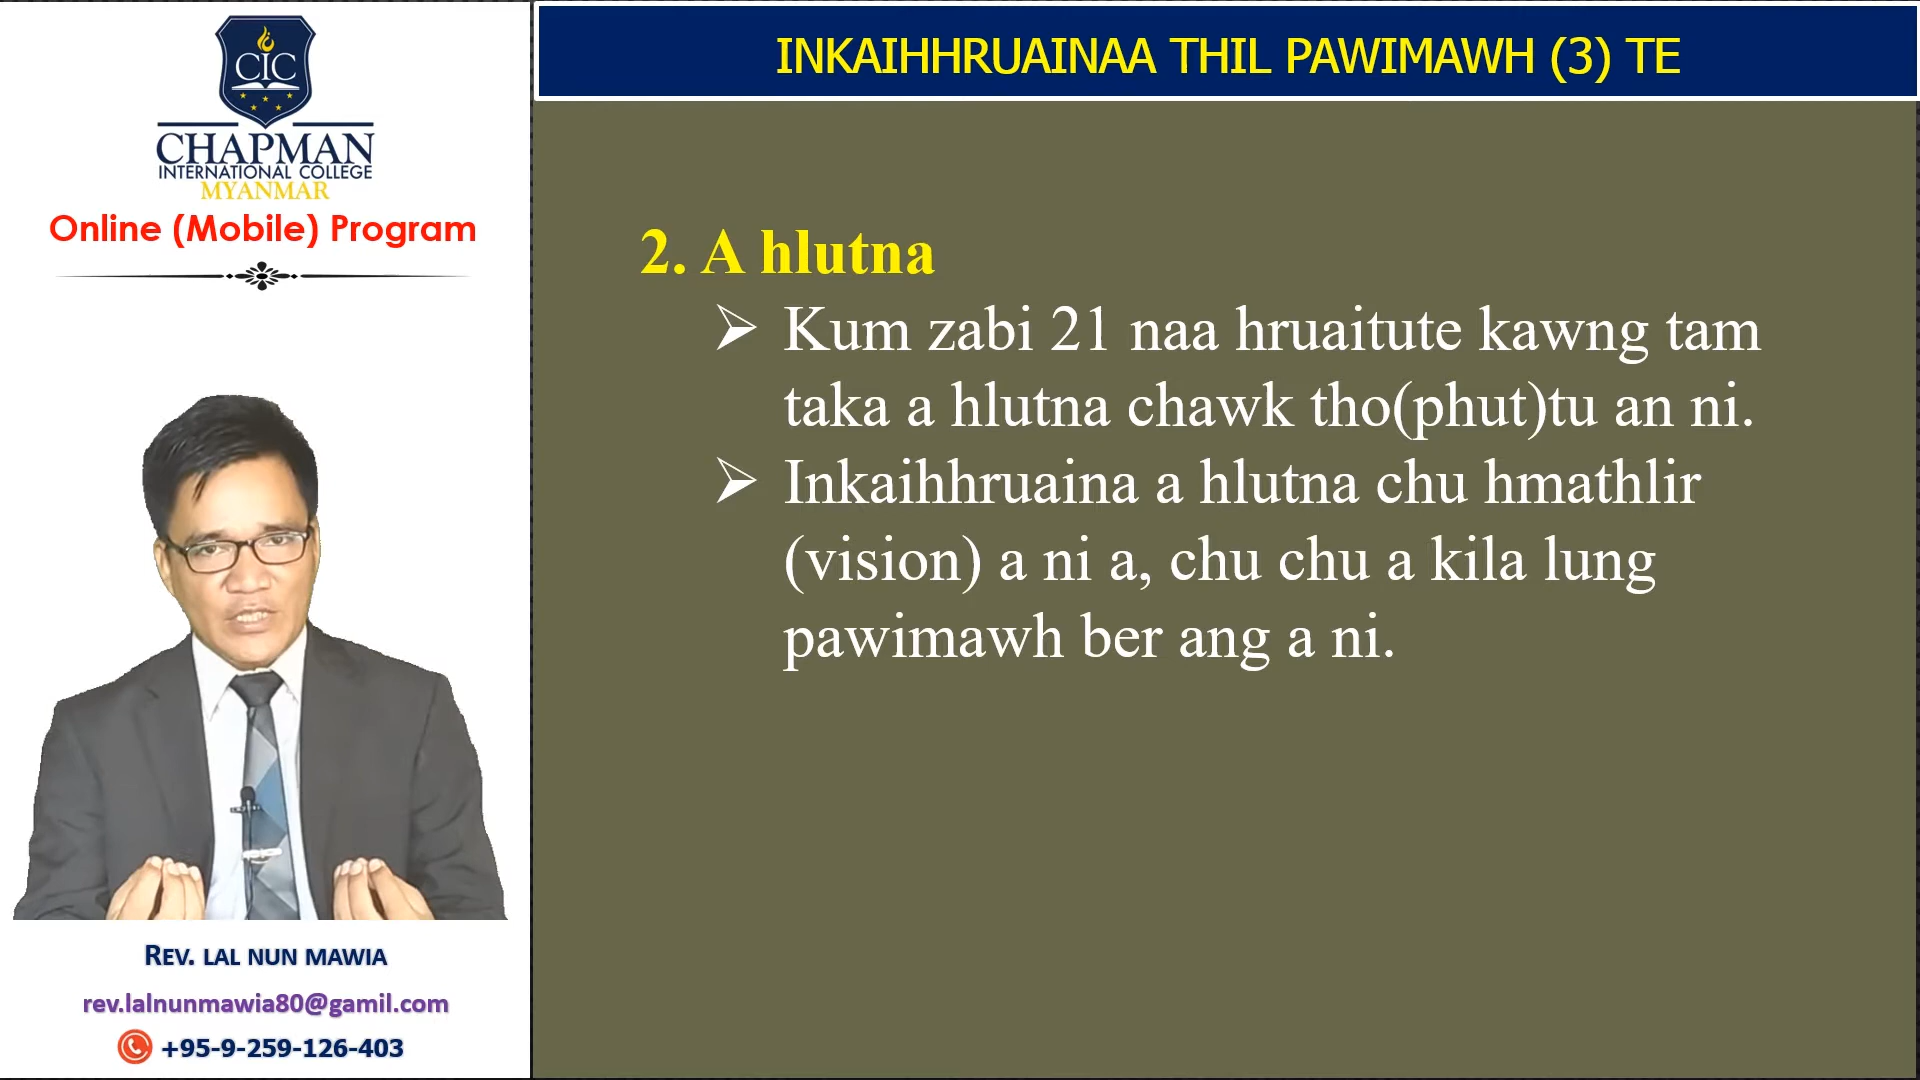 CIC
CHAPMAN
INTERNATIONAL COLLEGE
MYANMAR
Online (Mobile) Program
REV. LAL NUN MAWIA
rev.lalnunmawia80@gamil.com
+95-9-259-126-403
INKAIHHRUAINAA THIL PAWIMAWH (3) TE
2. A hlutna
➢ Kum zabi 21 naa hruaitute kawng tam
taka a hlutna chawk tho(phut)tu an ni.
➢ Inkaihhruaina a hlutna chu hmathlir
(vision) a ni a, chu chu a kila lung
pawimawh ber ang a ni.